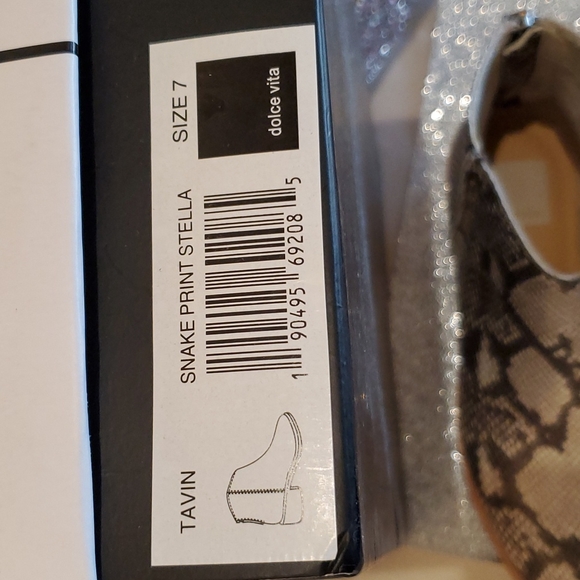 TAVIN
SNAKE PRINT STELLA
SIZE 7
1 90495 69208 5
dolce vita